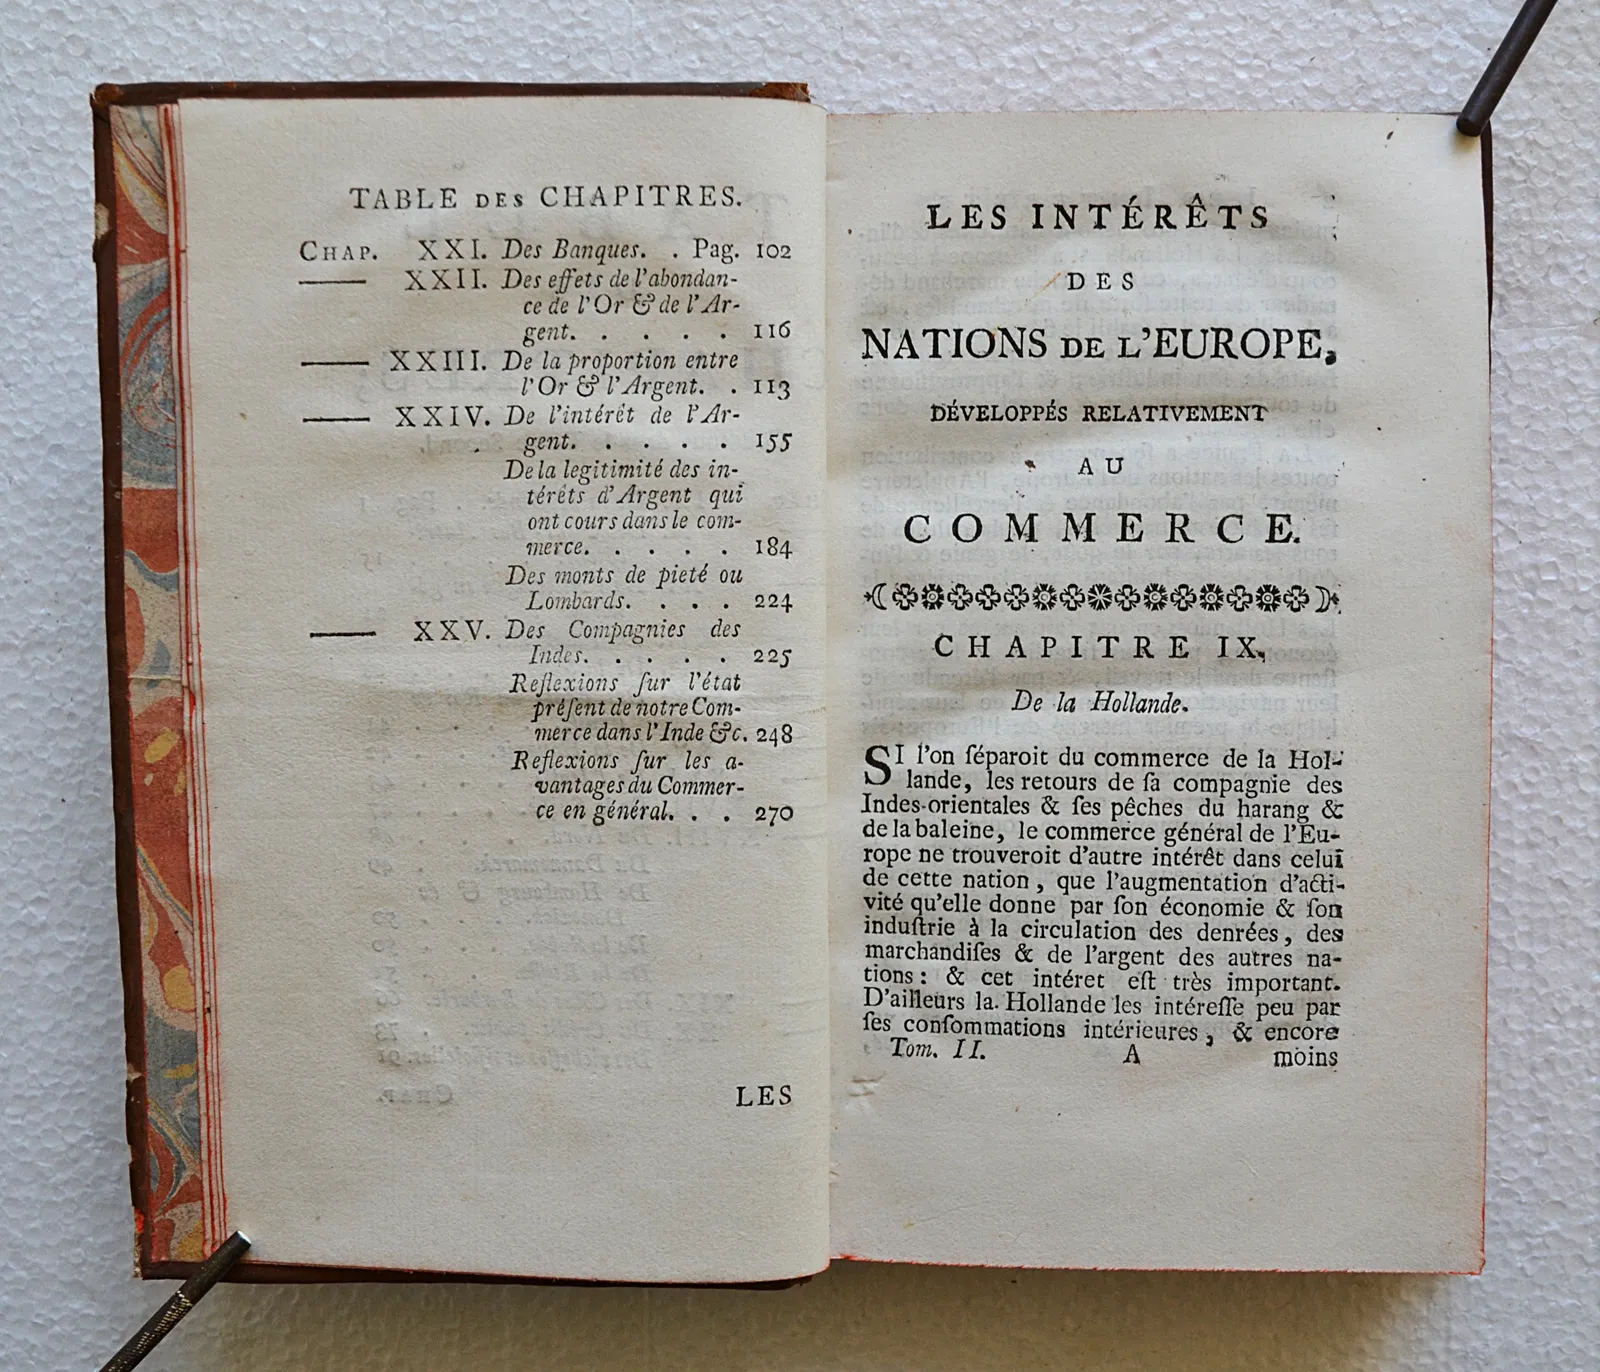 TABLE DES CHAPITRES.
CHAP. XXI. Des Banques. . Pag. 102
—— XXII. Des effets de l'abondan-
ce de l'Or & de l'Ar-
gent. . . . . . 116
—— XXIII. De la proportion entre
l'Or & l'Argent. . 113
—— XXIV. De l'intérêt de l'Ar-
gent. . . . . . 155
De la legitimité des in-
térêts d'Argent qui
ont cours dans le com-
merce. . . . . 184
Des monts de pieté ou
Lombards. . . . . 224
—— XXV. Des Compagnies des
Indes. . . . . . 225
Reflexions ſur l'état
préſent de notre Com-
merce dans l'Inde &c. 248
Reflexions ſur les a-
vantages du Commer-
ce en général. . . 270
LES
LES INTÉRÊTS
DES
NATIONS DE L'EUROPE,
DÉVELOPPÉS RELATIVEMENT
AU
COMMERCE.
CHAPITRE IX.
De la Hollande.
SI l'on ſéparoit du commerce de la Hol-
lande, les retours de ſa compagnie des
Indes-orientales & ſes pêches du harang &
de la baleine, le commerce général de l'Eu-
rope ne trouveroit d'autre intérêt dans celui
de cette nation, que l'augmentation d'acti-
vité qu'elle donne par ſon économie & ſon
induſtrie à la circulation des denrées, des
marchandiſes & de l'argent des autres na-
tions: & cet intéret eſt très important.
D'ailleurs la Hollande les intéreſſe peu par
ſes conſommations intérieures, & encore
Tom. II. A moins